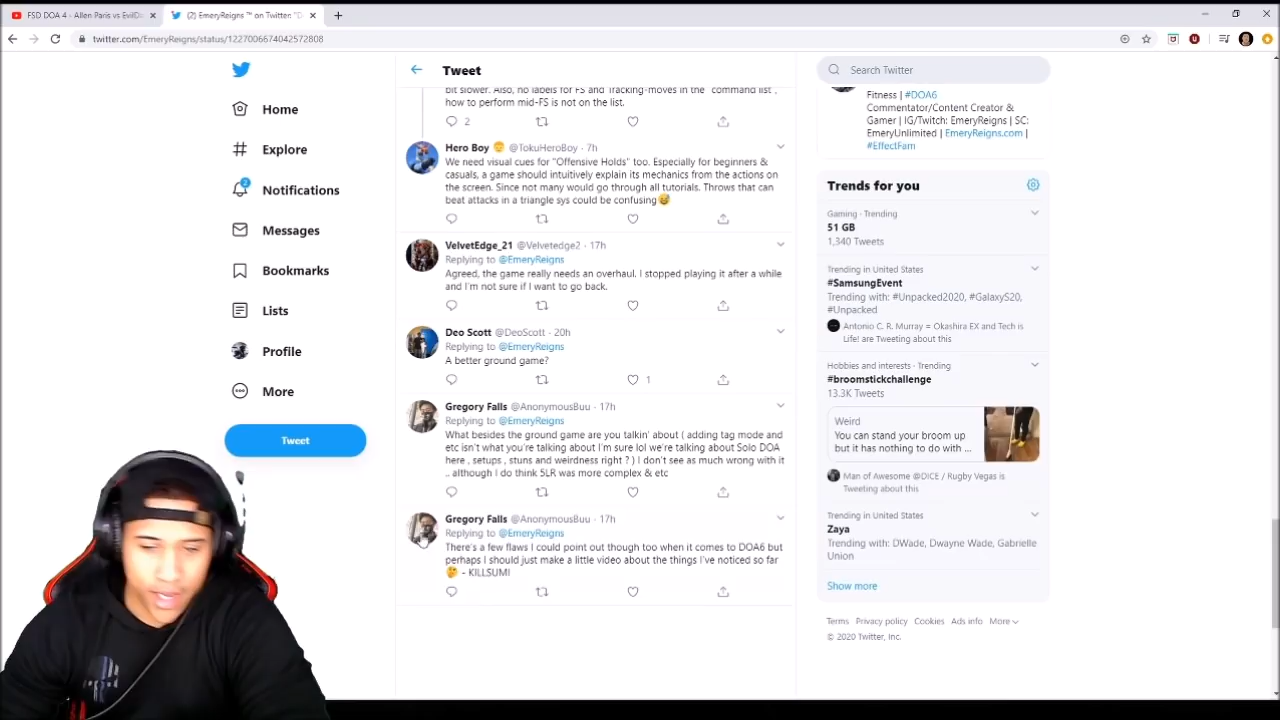 FSD DOA 4 - Allen Paris vs EvilDa
(2) EmeryReigns ™ on Twitter: "D
twitter.com/EmeryReigns/status/1227006674042572808
Home
Explore
2
Notifications
Messages
Bookmarks
Lists
Profile
More
Tweet
Tweet
bit slower. Also, no labels for FS and Tracking-moves in the "command list",
how to perform mid-FS is not on the list.
2
Hero Boy @TokuHeroBoy · 7h
We need visual cues for "Offensive Holds" too. Especially for beginners &
casuals, a game should intuitively explain its mechanics from the actions on
the screen. Since not many would go through all tutorials. Throws that can
beat attacks in a triangle sys could be confusing
VelvetEdge_21 @Velvetedge2 · 17h
Replying to @EmeryReigns
Agreed, the game really needs an overhaul. I stopped playing it after a while
and I'm not sure if I want to go back.
Deo Scott @DeoScott · 20h
Replying to @EmeryReigns
A better ground game?
1
Gregory Falls @AnonymousBuu · 17h
Replying to @EmeryReigns
What besides the ground game are you talkin' about ( adding tag mode and
etc isn't what you're talking about I'm sure lol we're talking about Solo DOA
here , setups , stuns and weirdness right ? ) I don't see as much wrong with it
.. although I do think 5LR was more complex & etc
Gregory Falls @AnonymousBuu · 17h
Replying to @EmeryReigns
There's a few flaws I could point out though too when it comes to DOA6 but
perhaps I should just make a little video about the things I've noticed so far
- KILLSUMI
Search Twitter
Fitness | #DOA6
Commentator/Content Creator &
Gamer | IG/Twitch: EmeryReigns | SC:
EmeryUnlimited | EmeryReigns.com |
#EffectFam
Trends for you
Gaming · Trending
51 GB
1,340 Tweets
Trending in United States
#SamsungEvent
Trending with: #Unpacked2020, #GalaxyS20,
#Unpacked
Antonio C. R. Murray = Okashira EX and Tech is
Life! are Tweeting about this
Hobbies and interests · Trending
#broomstickchallenge
13.3K Tweets
Weird
You can stand your broom up
but it has nothing to do with ...
Man of Awesome @DICE / Rugby Vegas is
Tweeting about this
Trending in United States
Zaya
Trending with: DWade, Dwayne Wade, Gabrielle
Union
Show more
Terms Privacy policy Cookies Ads info More
© 2020 Twitter, Inc.